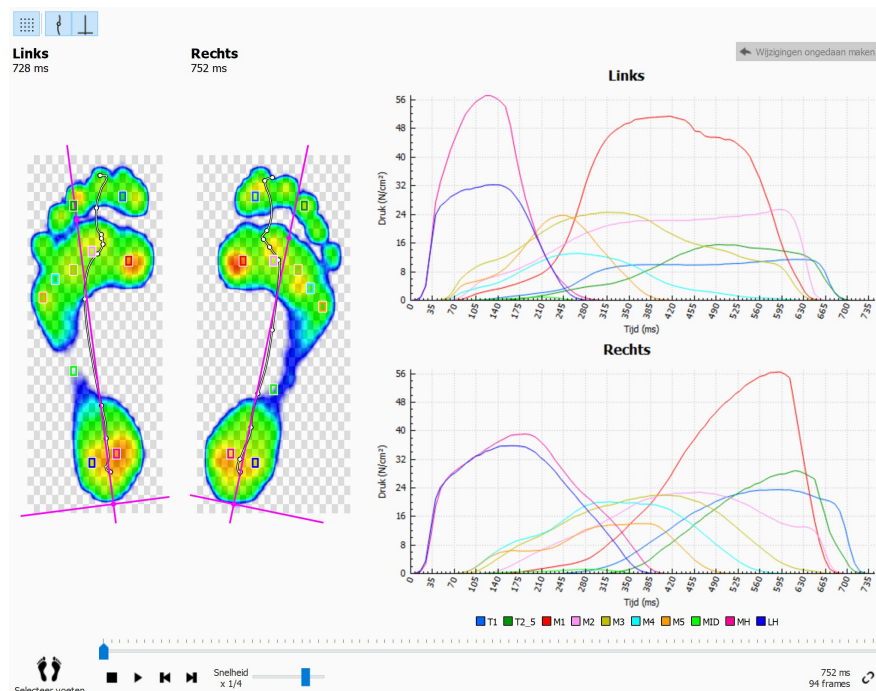 Links
728 ms
Rechts
752 ms
Wijzigingen ongedaan maken
Links
Druk (N/cm²)
56
48
40
32
24
16
8
0
0 35 70 105 140 175 210 245 280 315 350 385 420 455 490 525 560 595 630 665 700 735
Tijd (ms)
Rechts
Druk (N/cm²)
56
48
40
32
24
16
8
0
0 35 70 105 140 175 210 245 280 315 350 385 420 455 490 525 560 595 630 665 700 735
Tijd (ms)
T1 T2_5 M1 M2 M3 M4 M5 MID MH LH
Selecteer voeten
Snelheid
x 1/4
752 ms
94 frames